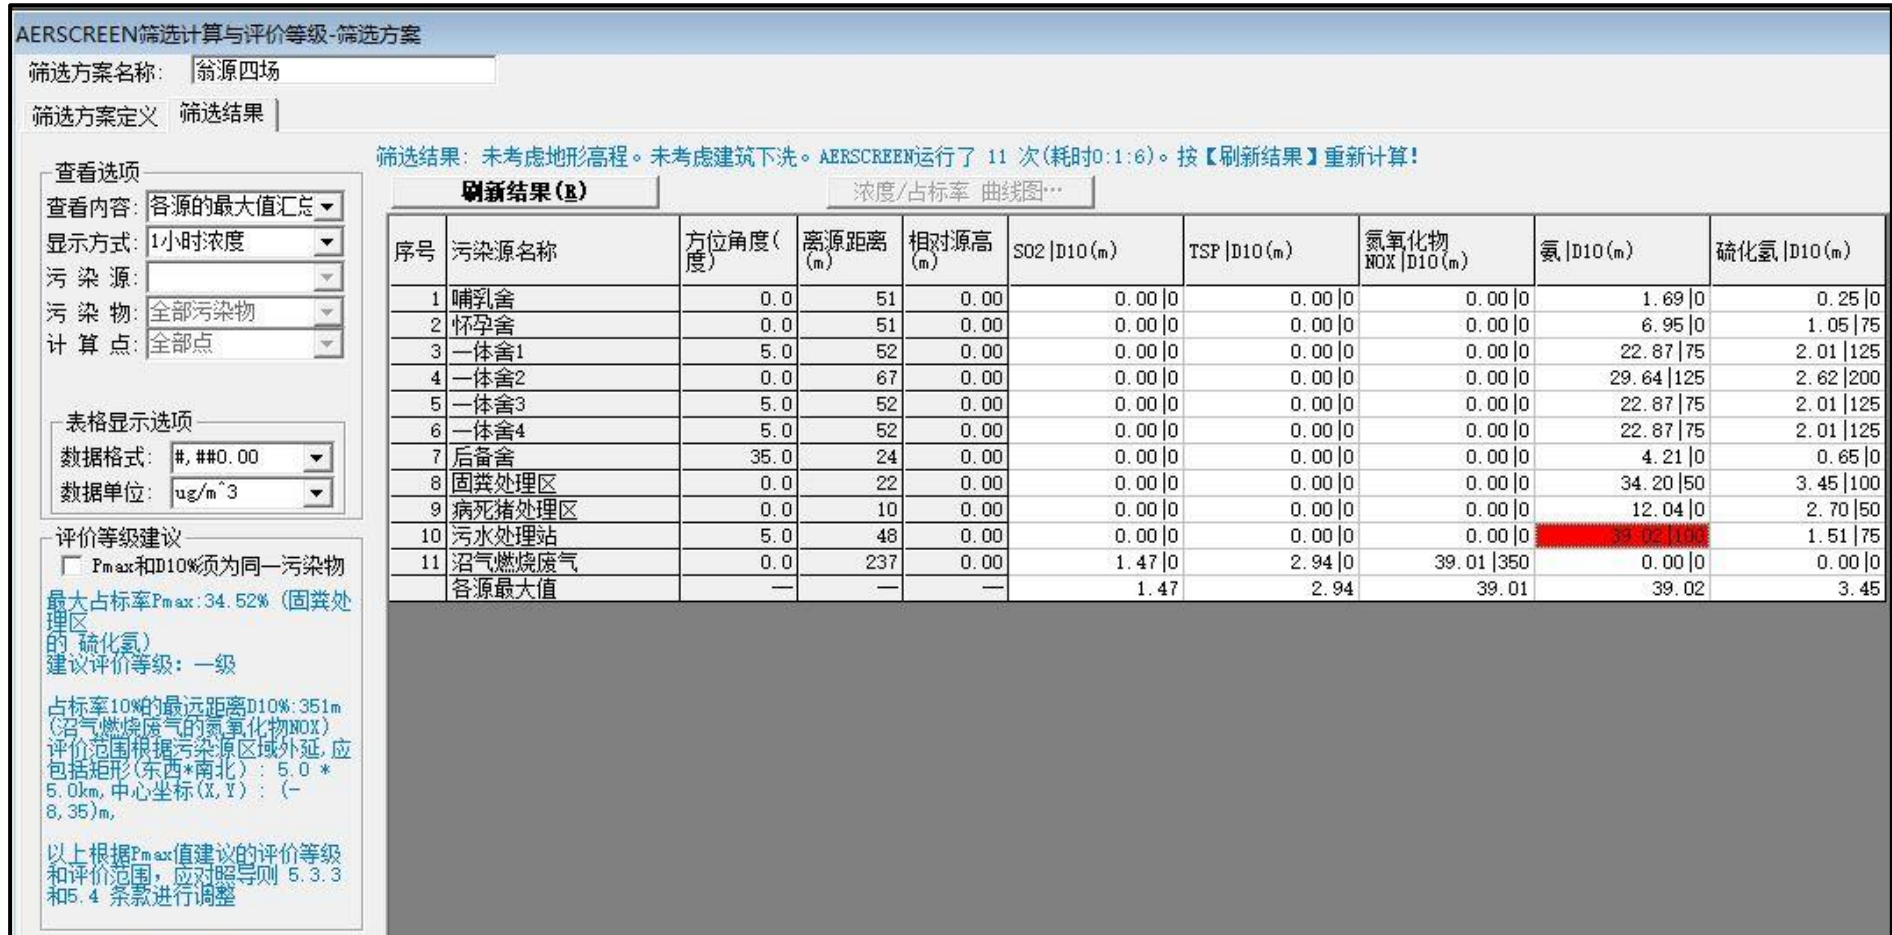 AERSCREEN筛选计算与评价等级-筛选方案
筛选方案名称: 翁源四场
筛选方案定义 筛选结果
筛选结果: 未考虑地形高程。未考虑建筑下洗。AERSCREEN运行了 11 次(耗时0:1:6)。按【刷新结果】重新计算!
刷新结果(R) 浓度/占标率 曲线图…
查看选项
查看内容: 各源的最大值汇总
显示方式: 1小时浓度
污 染 源:
污 染 物: 全部污染物
计 算 点: 全部点
表格显示选项
数据格式: #,##0.00
数据单位: ug/m^3
评价等级建议
Pmax和D10%须为同一污染物
最大占标率Pmax:34.52% (固粪处
理区
的 硫化氢)
建议评价等级: 一级
占标率10%的最远距离D10%:351m
(沼气燃烧废气的氮氧化物NOX)
评价范围根据污染源区域外延,应
包括矩形(东西*南北) : 5.0 *
5.0km,中心坐标(X,Y) : (-
8,35)m,
以上根据Pmax值建议的评价等级
和评价范围, 应对照导则 5.3.3
和5.4 条款进行调整
序号 污染源名称 方位角度(度) 离源距离(m) 相对源高(m) SO2|D10(m) TSP|D10(m) 氮氧化物NOX|D10(m) 氨|D10(m) 硫化氢|D10(m)
1 哺乳舍 0.0 51 0.00 0.00|0 0.00|0 0.00|0 1.69|0 0.25|0
2 怀孕舍 0.0 51 0.00 0.00|0 0.00|0 0.00|0 6.95|0 1.05|75
3 一体舍1 5.0 52 0.00 0.00|0 0.00|0 0.00|0 22.87|75 2.01|125
4 一体舍2 0.0 67 0.00 0.00|0 0.00|0 0.00|0 29.64|125 2.62|200
5 一体舍3 5.0 52 0.00 0.00|0 0.00|0 0.00|0 22.87|75 2.01|125
6 一体舍4 5.0 52 0.00 0.00|0 0.00|0 0.00|0 22.87|75 2.01|125
7 后备舍 35.0 24 0.00 0.00|0 0.00|0 0.00|0 4.21|0 0.65|0
8 固粪处理区 0.0 22 0.00 0.00|0 0.00|0 0.00|0 34.20|50 3.45|100
9 病死猪处理区 0.0 10 0.00 0.00|0 0.00|0 0.00|0 12.04|0 2.70|50
10 污水处理站 5.0 48 0.00 0.00|0 0.00|0 0.00|0 39.02|100 1.51|75
11 沼气燃烧废气 0.0 237 0.00 1.47|0 2.94|0 39.01|350 0.00|0 0.00|0
各源最大值 — — — 1.47 2.94 39.01 39.02 3.45